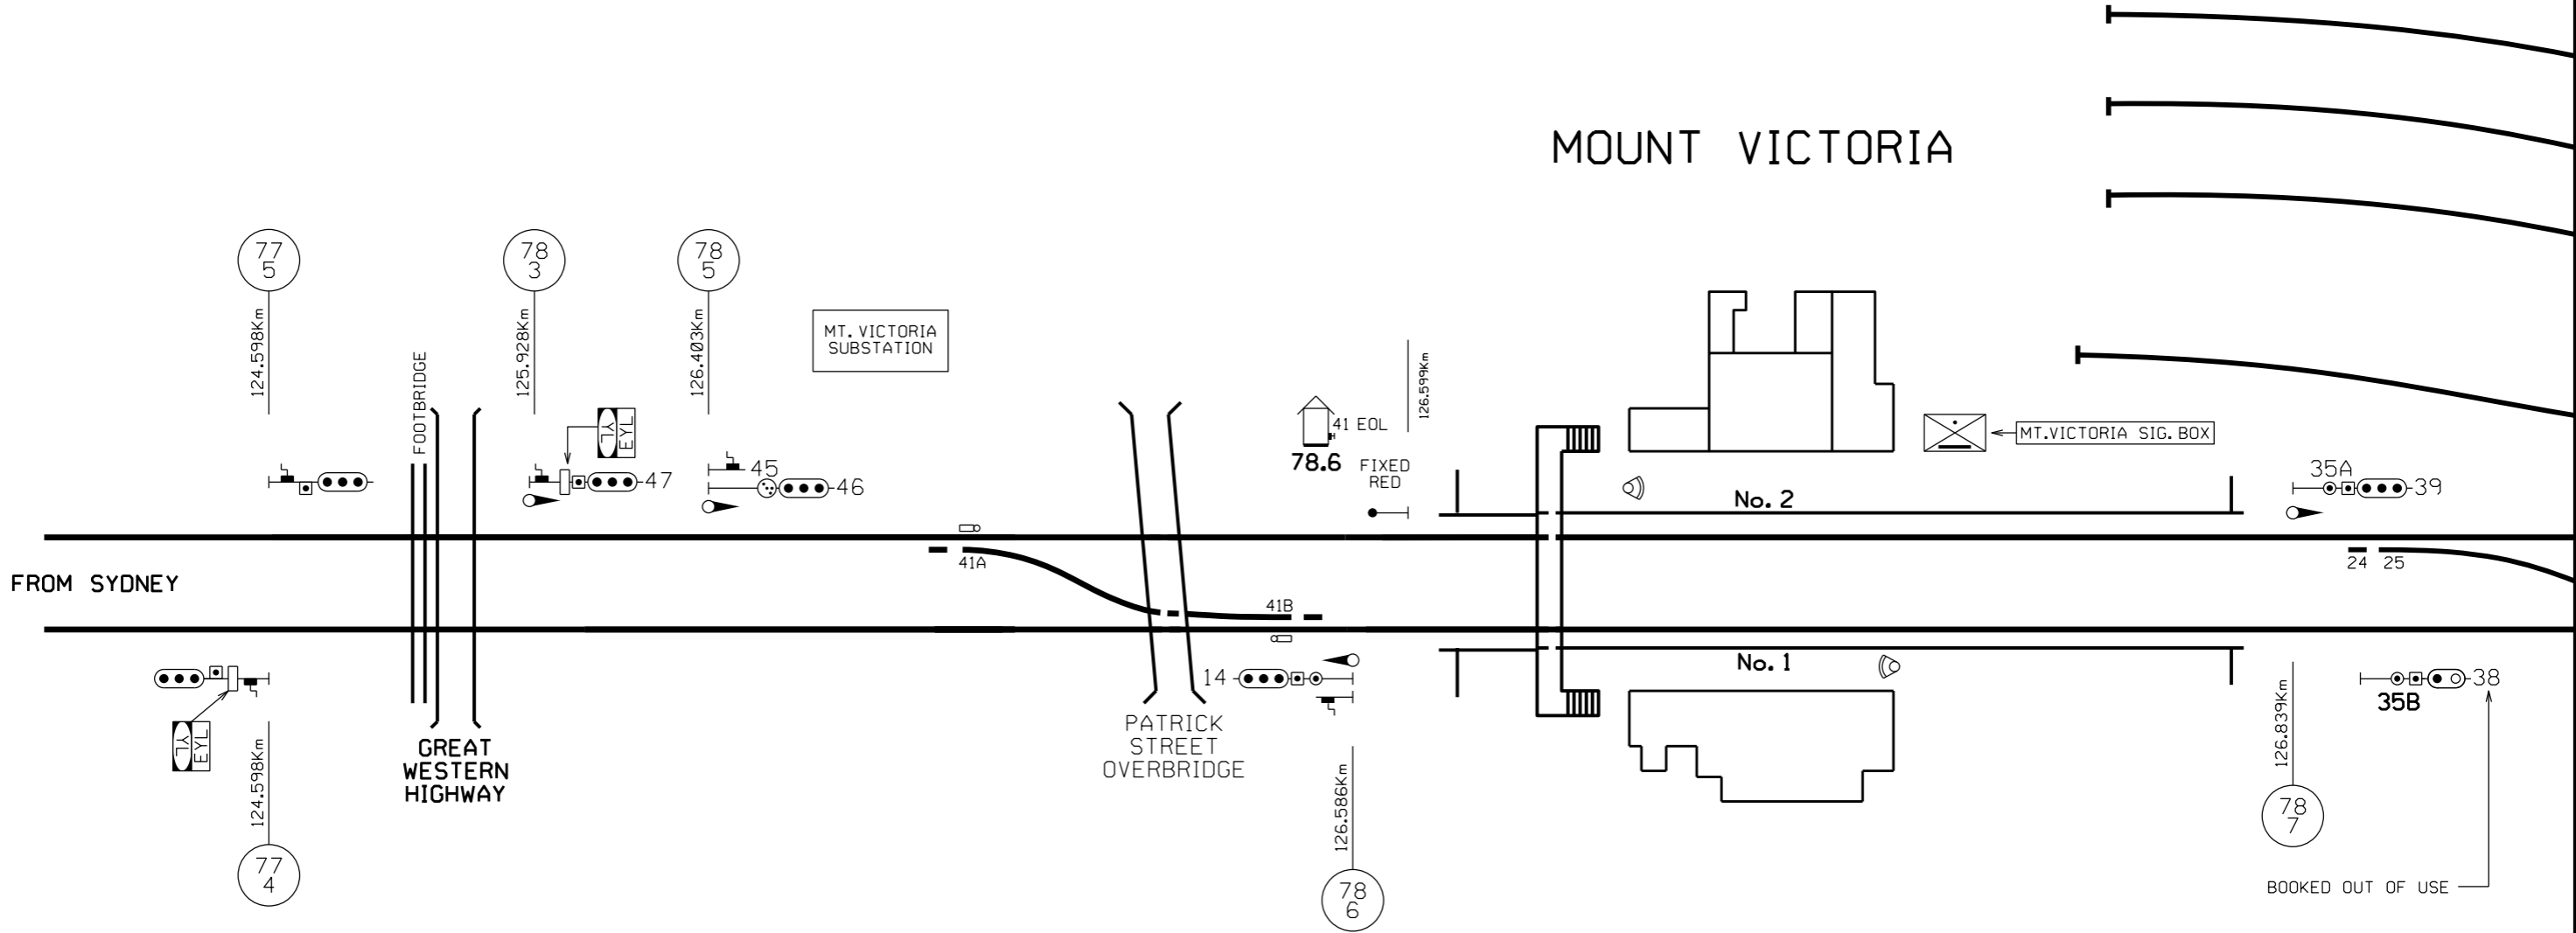 MOUNT VICTORIA
77
5
78
3
78
5
124.598Km
125.928Km
126.403Km
MT. VICTORIA
SUBSTATION
FOOTBRIDGE
YL
EYL
47
45
46
41 EOL
78.6
FIXED
RED
126.599Km
MT.VICTORIA SIG. BOX
No. 2
35A
39
41A
24 25
FROM SYDNEY
41B
No. 1
14
38
35B
YL
EYL
124.598Km
77
4
GREAT
WESTERN
HIGHWAY
PATRICK
STREET
OVERBRIDGE
126.586Km
78
6
126.839Km
78
7
BOOKED OUT OF USE